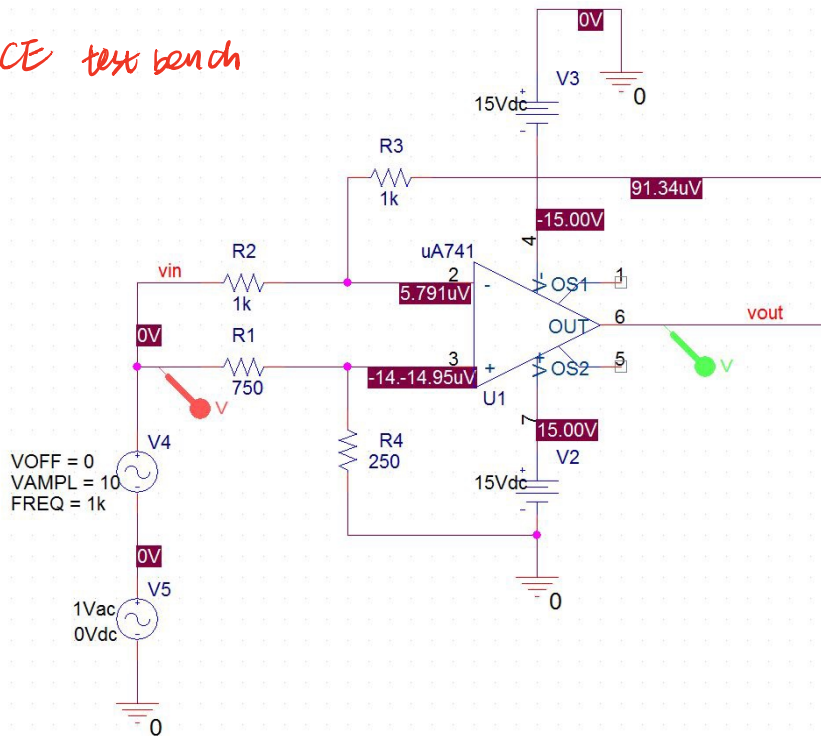 CE test bench
0V
V3
15Vdc
0
R3
1k
91.34uV
-15.00V
4
uA741
R2
vin
1k
2
5.791uV
-
V-
OS1
1
OUT
6
vout
0V
R1
750
3
-14.-14.95uV
+
V+
OS2
5
U1
7
15.00V
V4
R4
250
V2
VOFF = 0
VAMPL = 10
FREQ = 1k
15Vdc
0V
V5
1Vac
0Vdc
0
0
V
V